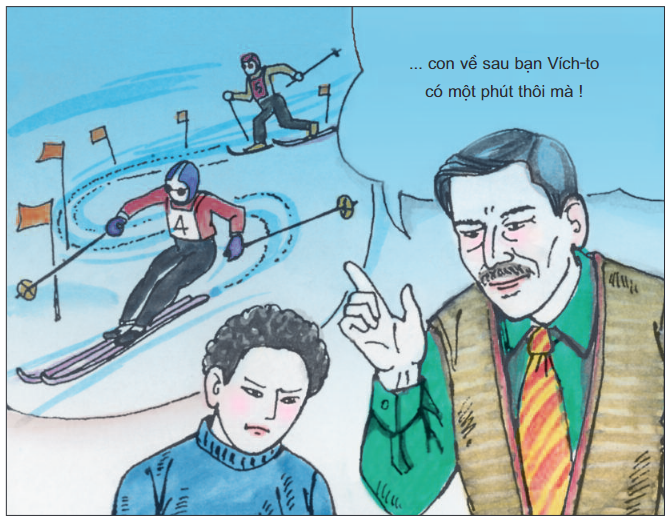 ... con về sau bạn Vích-to
có một phút thôi mà !
5
4